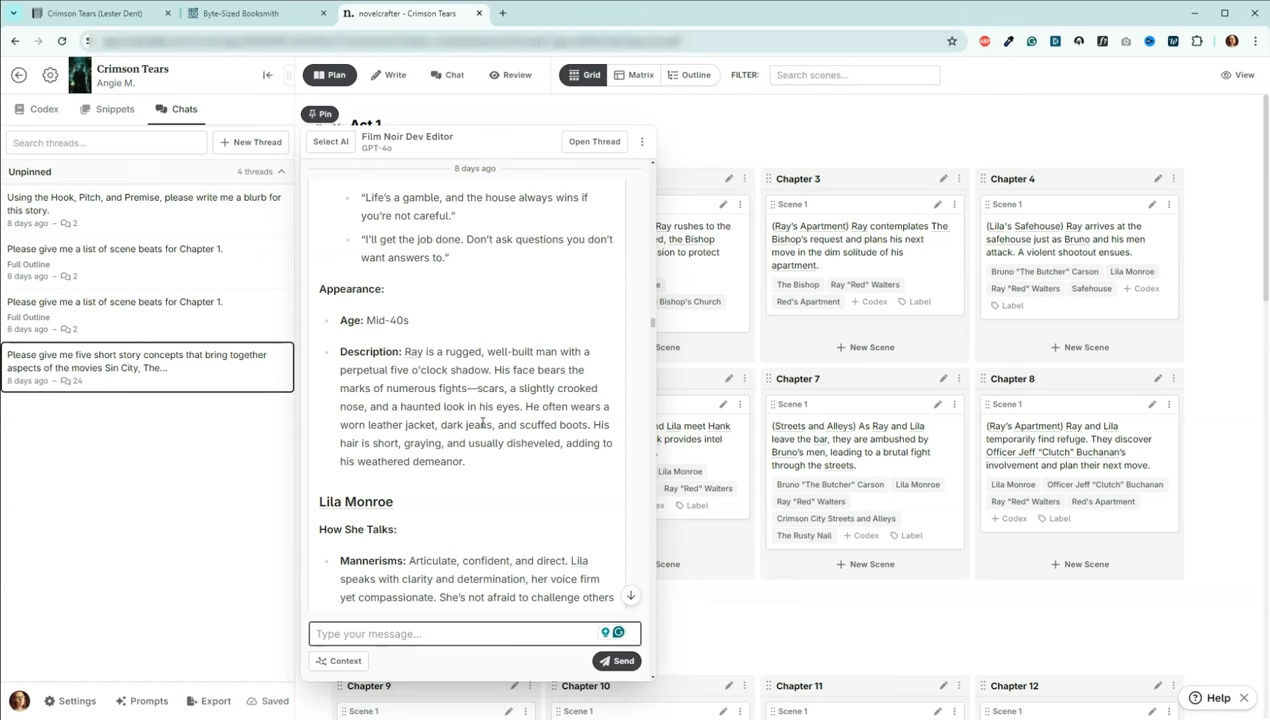 Crimson Tears (Lester Dent)
Byte-Sized Booksmith
n. novelcrafter - Crimson Tears
Crimson Tears
Angie M.
Plan
Write
Chat
Review
Grid
Matrix
Outline
FILTER:
Search scenes...
View
Codex
Snippets
Chats
Search threads...
+ New Thread
Unpinned
4 threads
Using the Hook, Pitch, and Premise, please write me a blurb for
this story.
8 days ago – 2
Please give me a list of scene beats for Chapter 1.
Full Outline
8 days ago – 2
Please give me a list of scene beats for Chapter 1.
Full Outline
8 days ago – 2
Please give me five short story concepts that bring together
aspects of the movies Sin City, The...
8 days ago – 24
Settings
Prompts
Export
Saved
Pin
Act 1
Select AI
Film Noir Dev Editor
GPT-4o
Open Thread
8 days ago
“Life’s a gamble, and the house always wins if
you’re not careful.”
“I’ll get the job done. Don’t ask questions you don’t
want answers to.”
Appearance:
Age: Mid-40s
Description: Ray is a rugged, well-built man with a
perpetual five o’clock shadow. His face bears the
marks of numerous fights—scars, a slightly crooked
nose, and a haunted look in his eyes. He often wears a
worn leather jacket, dark jeans, and scuffed boots. His
hair is short, graying, and usually disheveled, adding to
his weathered demeanor.
Lila Monroe
How She Talks:
Mannerisms: Articulate, confident, and direct. Lila
speaks with clarity and determination, her voice firm
yet compassionate. She’s not afraid to challenge others
Type your message...
Context
Send
Ray rushes to the
ed, the Bishop
sion to protect
Bishop's Church
Scene
Chapter 3
Scene 1
(Ray's Apartment) Ray contemplates The
Bishop's request and plans his next
move in the dim solitude of his
apartment.
The Bishop
Ray "Red" Walters
Red's Apartment
+ Codex
Label
+ New Scene
Chapter 4
Scene 1
(Lila's Safehouse) Ray arrives at the
safehouse just as Bruno and his men
attack. A violent shootout ensues.
Bruno "The Butcher" Carson
Lila Monroe
Ray "Red" Walters
Safehouse
+ Codex
Label
+ New Scene
d Lila meet Hank
k provides intel
Lila Monroe
Ray "Red" Walters
ex
Label
Scene
Chapter 7
Scene 1
(Streets and Alleys) As Ray and Lila
leave the bar, they are ambushed by
Bruno's men, leading to a brutal fight
through the streets.
Bruno "The Butcher" Carson
Lila Monroe
Ray "Red" Walters
Crimson City Streets and Alleys
The Rusty Nail
+ Codex
Label
+ New Scene
Chapter 8
Scene 1
(Ray's Apartment) Ray and Lila
temporarily find refuge. They discover
Officer Jeff “Clutch” Buchanan's
involvement and plan their next move.
Lila Monroe
Officer Jeff “Clutch” Buchanan
Ray "Red" Walters
Red's Apartment
+ Codex
Label
+ New Scene
Chapter 9
Scene 1
Chapter 10
Scene 1
Chapter 11
Scene 1
Chapter 12
Scene 1
Help